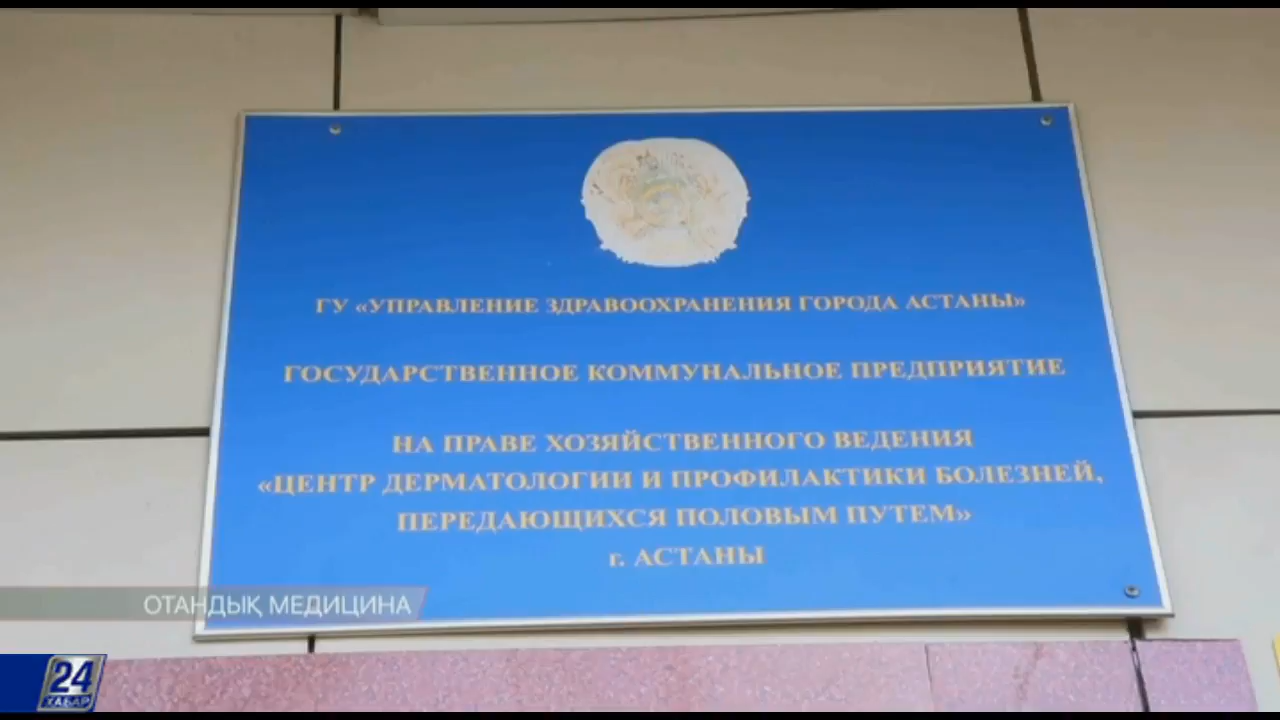 ГУ «УПРАВЛЕНИЕ ЗДРАВООХРАНЕНИЯ ГОРОДА АСТАНЫ»
ГОСУДАРСТВЕННОЕ КОММУНАЛЬНОЕ ПРЕДПРИЯТИЕ
НА ПРАВЕ ХОЗЯЙСТВЕННОГО ВЕДЕНИЯ
«ЦЕНТР ДЕРМАТОЛОГИИ И ПРОФИЛАКТИКИ БОЛЕЗНЕЙ,
ПЕРЕДАЮЩИХСЯ ПОЛОВЫМ ПУТЕМ»
г. АСТАНЫ
ОТАНДЫҚ МЕДИЦИНА
24
ХАБАР